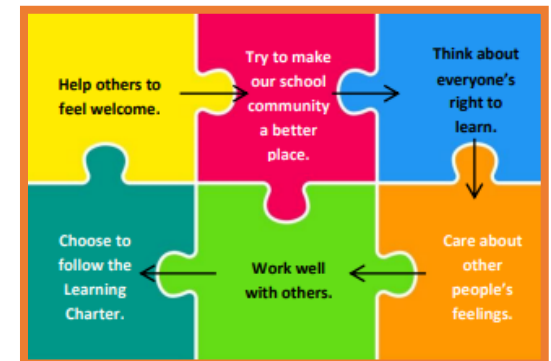 Help others to
feel welcome.
Try to make
our school
community
a better
place.
Think about
everyone's
right to
learn.
Care about
other
people's
feelings.
Work well
with others.
Choose to
follow the
Learning
Charter.